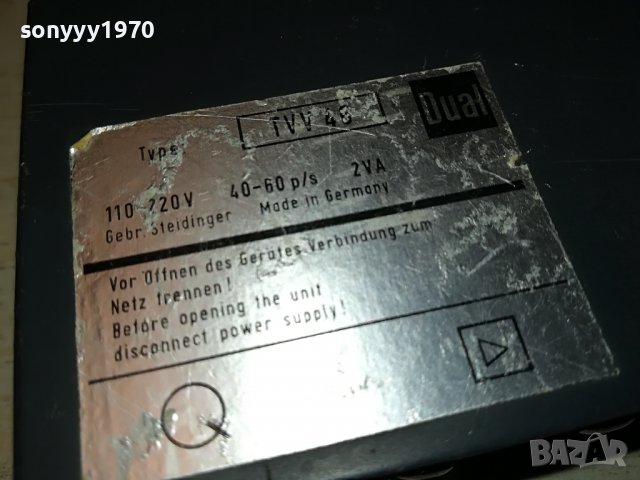 sonyyy1970
Type TVV 46 Dual
110-220V 40-60 p/s 2VA
Gebr. Steidinger Made in Germany
Vor Öffnen des Gerätes Verbindung zum
Netz trennen!
Before opening the unit
disconnect power supply!
BAZAR